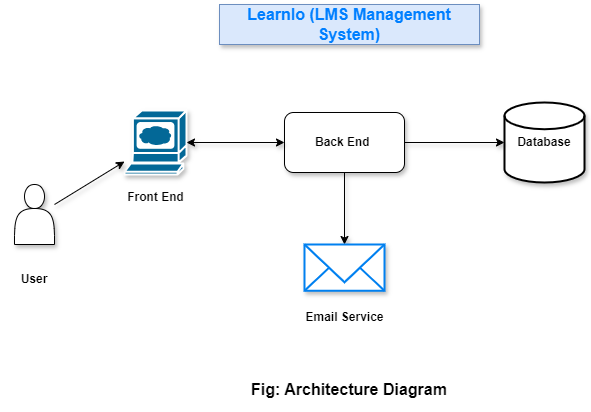 Learnlo (LMS Management
System)
Back End
Database
Front End
User
Email Service
Fig: Architecture Diagram